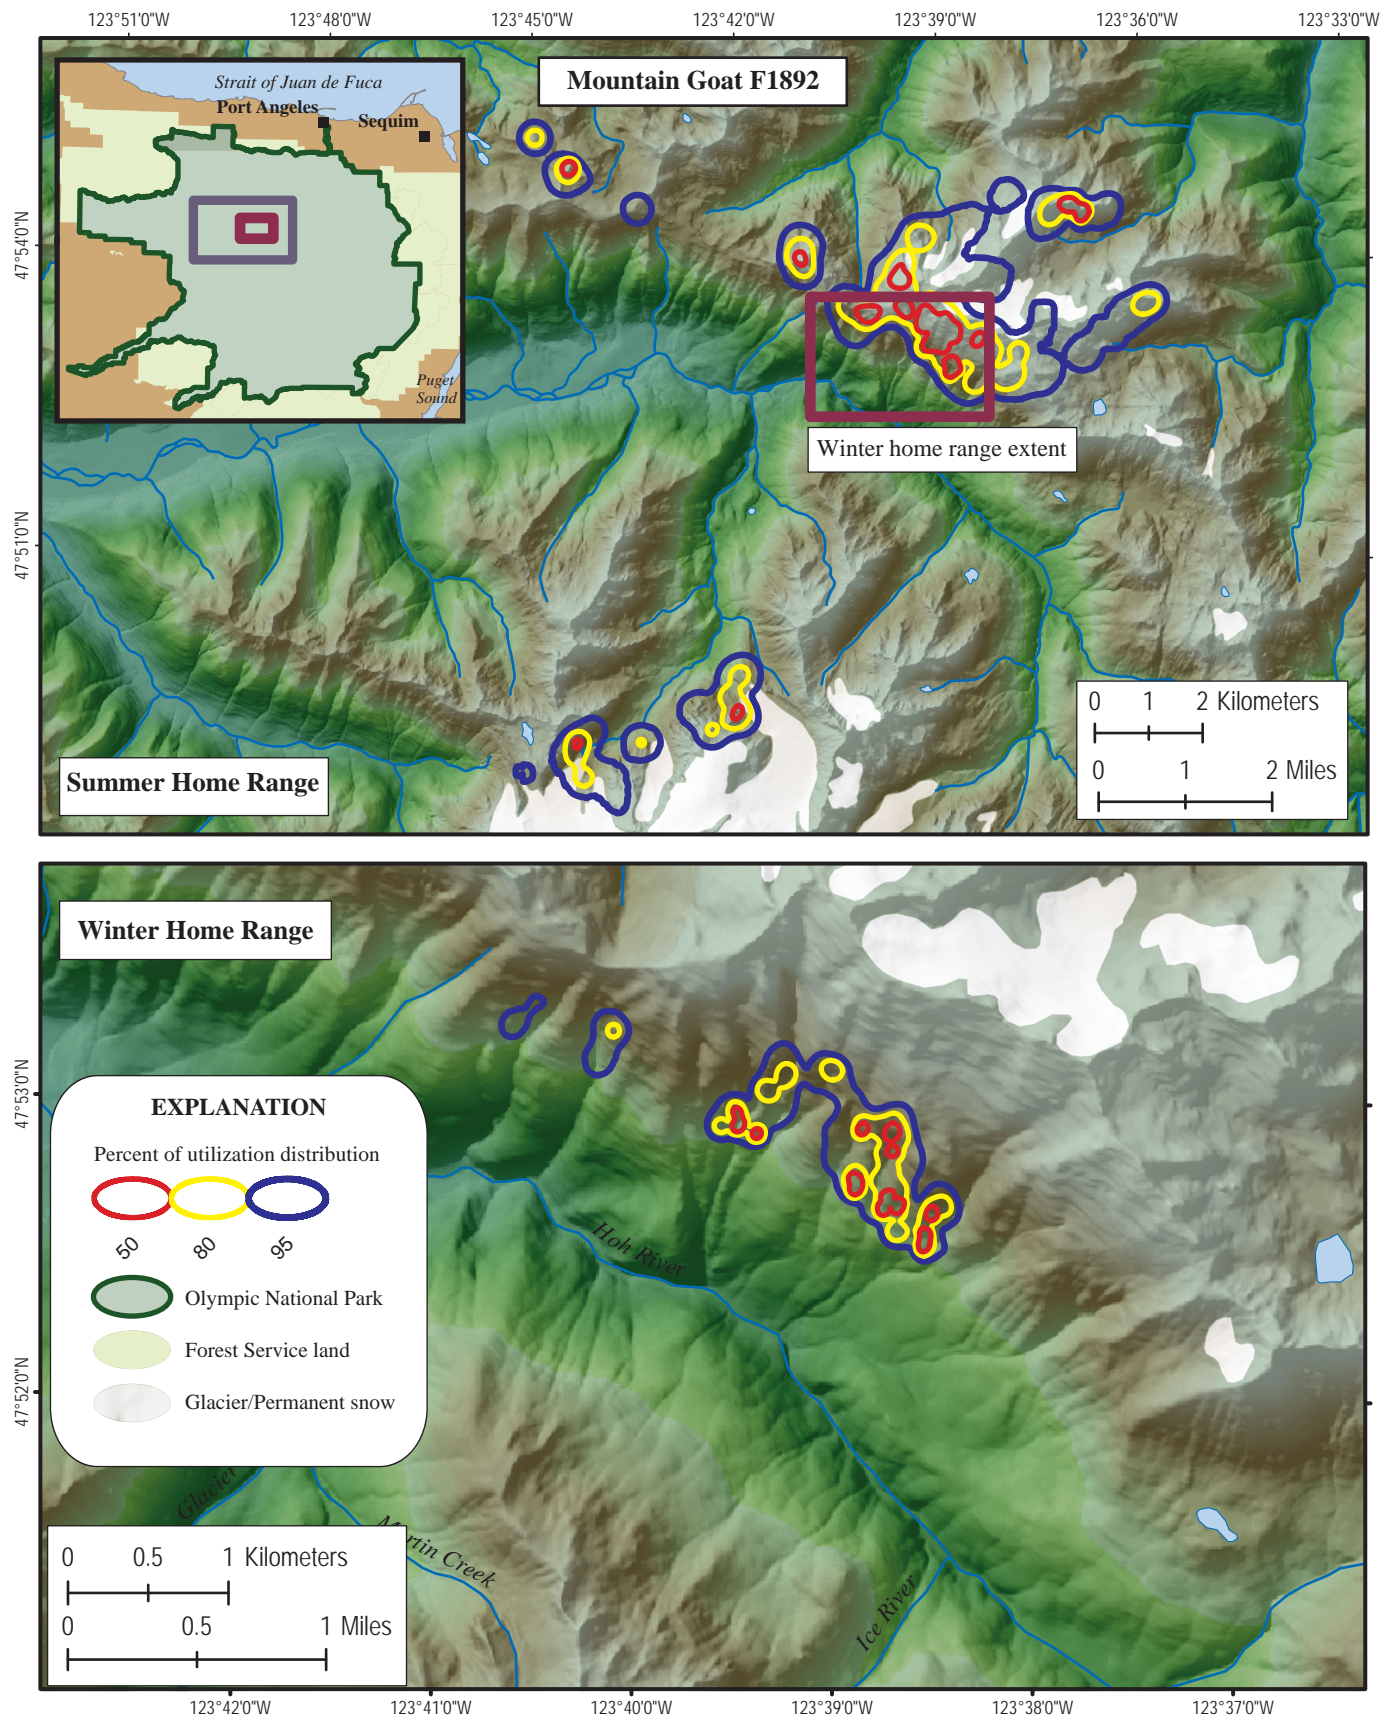 123°51'0"W 123°48'0"W 123°45'0"W 123°42'0"W 123°39'0"W 123°36'0"W 123°33'0"W
Mountain Goat F1892
Strait of Juan de Fuca
Port Angeles
Sequim
Puget
Sound
47°54'0"N
47°51'0"N
Winter home range extent
0 1 2 Kilometers
0 1 2 Miles
Summer Home Range
Winter Home Range
47°53'0"N
47°52'0"N
EXPLANATION
Percent of utilization distribution
50 80 95
Olympic National Park
Forest Service land
Glacier/Permanent snow
Hoh River
Glacier
Martin Creek
Ice River
0 0.5 1 Kilometers
0 0.5 1 Miles
123°42'0"W 123°41'0"W 123°40'0"W 123°39'0"W 123°38'0"W 123°37'0"W